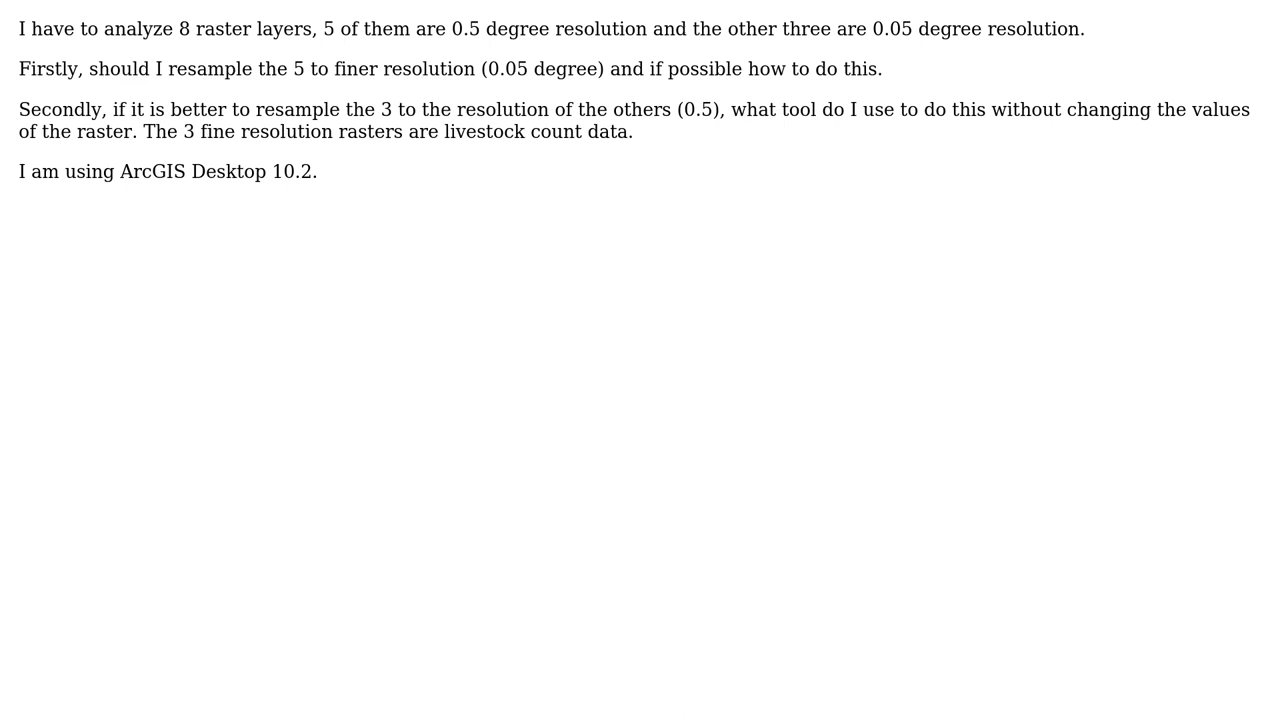 I have to analyze 8 raster layers, 5 of them are 0.5 degree resolution and the other three are 0.05 degree resolution.
Firstly, should I resample the 5 to finer resolution (0.05 degree) and if possible how to do this.
Secondly, if it is better to resample the 3 to the resolution of the others (0.5), what tool do I use to do this without changing the values
of the raster. The 3 fine resolution rasters are livestock count data.
I am using ArcGIS Desktop 10.2.